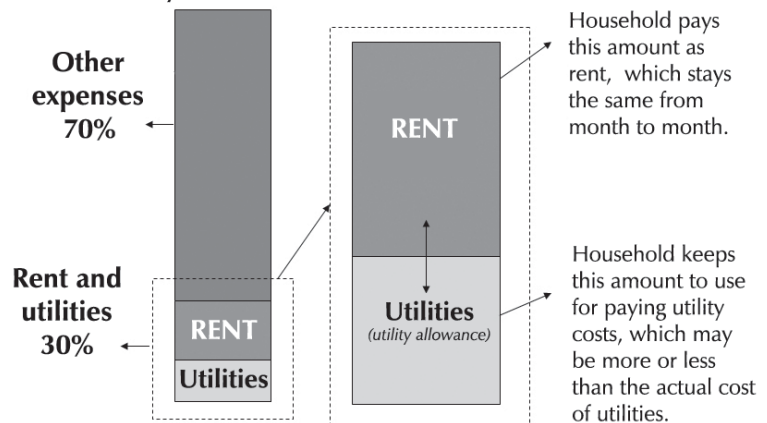 Other
expenses
70%
Rent and
utilities
30%
RENT
Utilities
RENT
Utilities
(utility allowance)
Household pays
this amount as
rent, which stays
the same from
month to month.
Household keeps
this amount to use
for paying utility
costs, which may
be more or less
than the actual cost
of utilities.